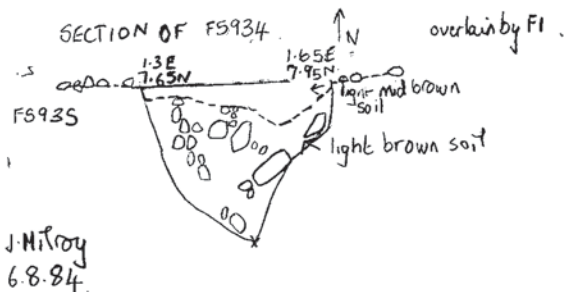 SECTION OF F5934
N
overlain by F1.
1.3E
7.65N
1.65E
7.95N
light mid brown
soil
F5935
light brown soil
J. Milroy
6.8.84